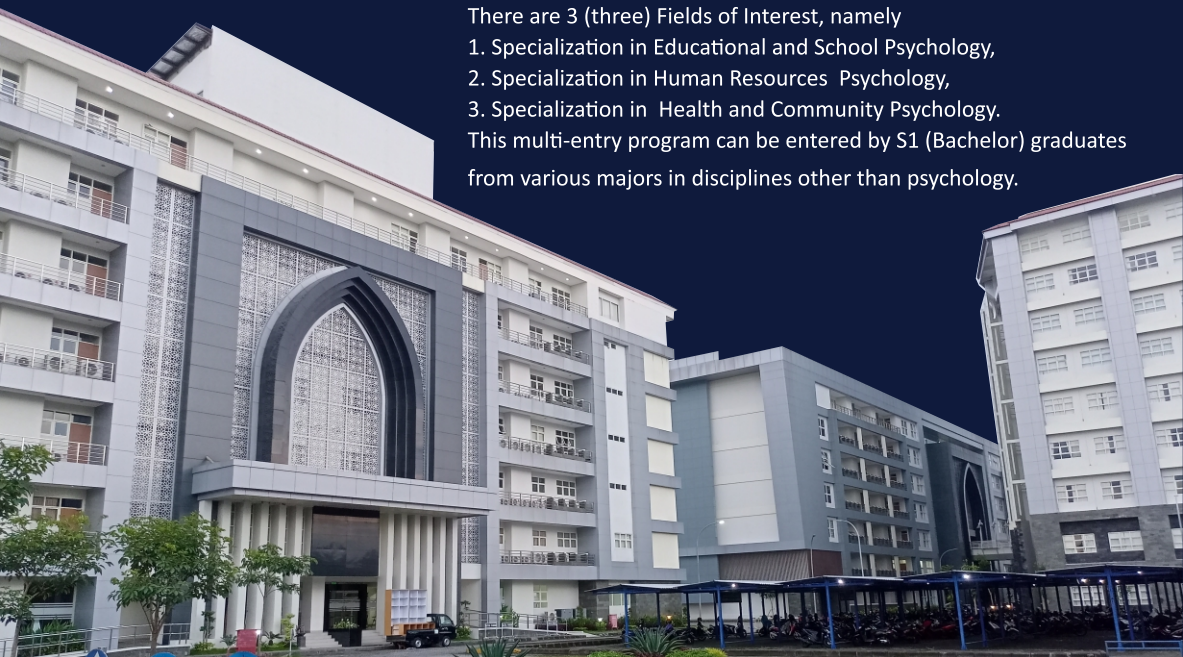 There are 3 (three) Fields of Interest, namely
1. Specialization in Educational and School Psychology,
2. Specialization in Human Resources  Psychology,
3. Specialization in  Health and Community Psychology.
This multi-entry program can be entered by S1 (Bachelor) graduates
from various majors in disciplines other than psychology.